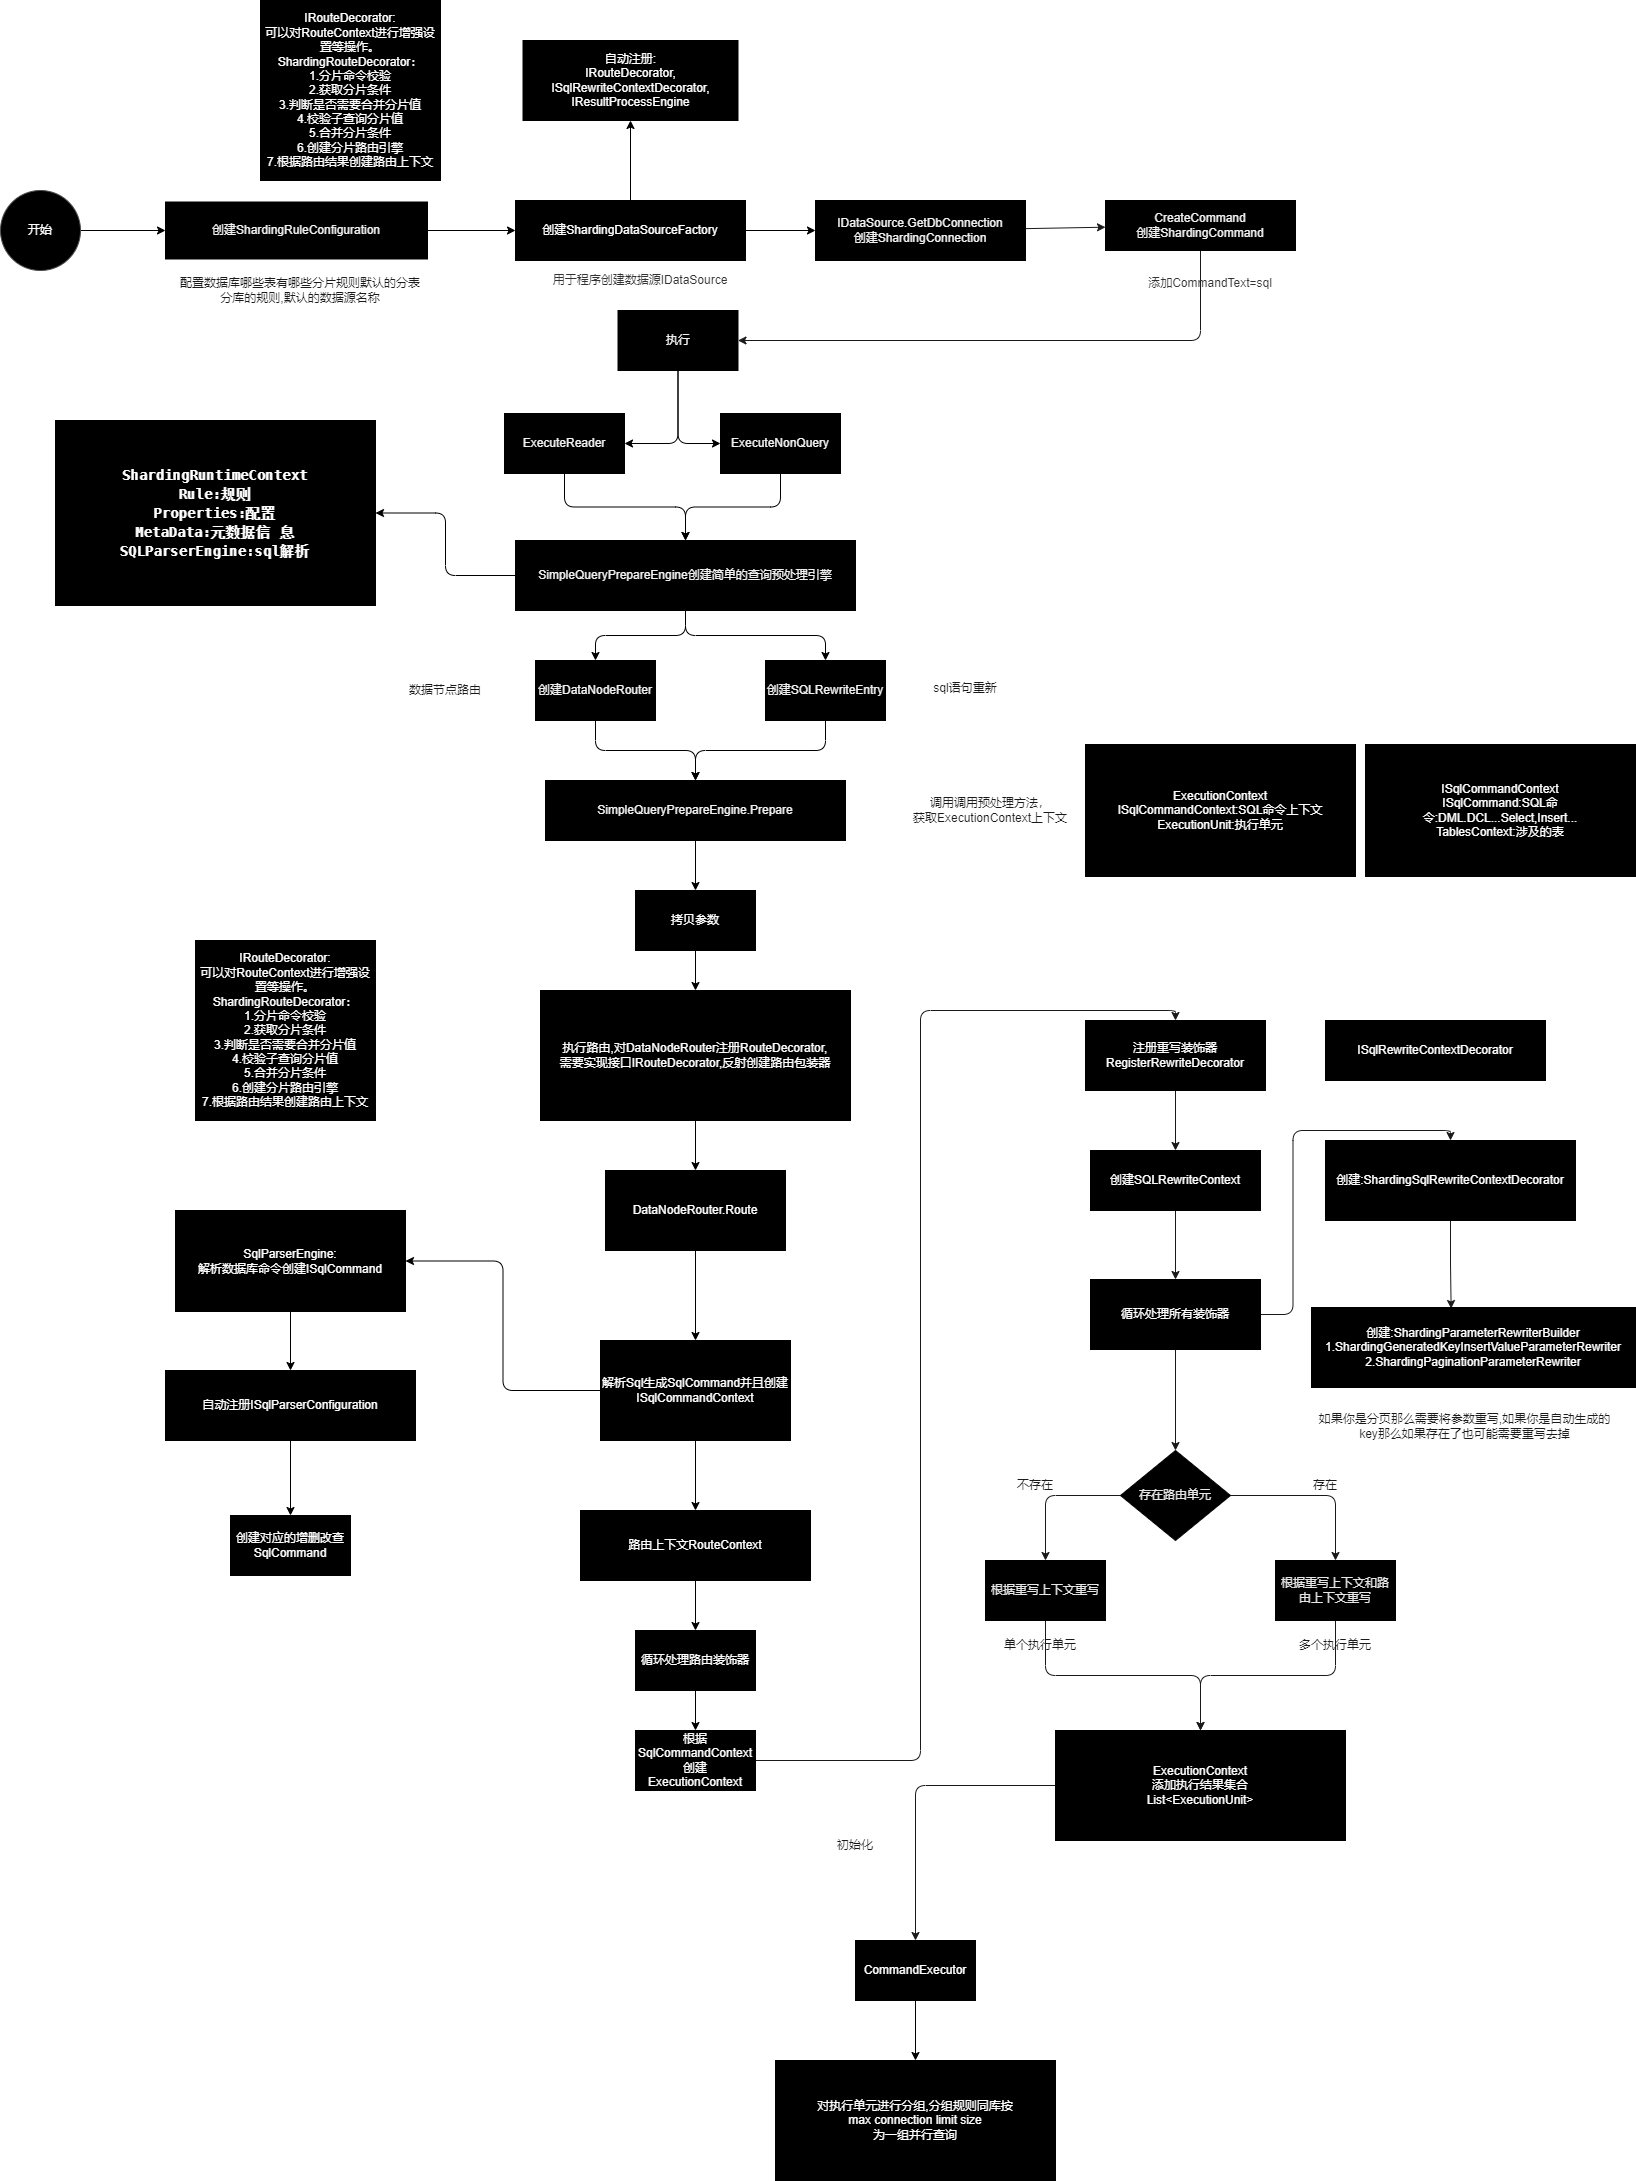 IRouteDecorator:
可以对RouteContext进行增强设
置等操作。
ShardingRouteDecorator：
1.分片命令校验
2.获取分片条件
3.判断是否需要合并分片值
4.校验子查询分片值
5.合并分片条件
6.创建分片路由引擎
7.根据路由结果创建路由上下文
自动注册:
IRouteDecorator,
ISqlRewriteContextDecorator,
IResultProcessEngine
开始
创建ShardingRuleConfiguration
创建ShardingDataSourceFactory
IDataSource.GetDbConnection
创建ShardingConnection
CreateCommand
创建ShardingCommand
配置数据库哪些表有哪些分片规则默认的分表
分库的规则,默认的数据源名称
用于程序创建数据源IDataSource
添加CommandText=sql
执行
ExecuteReader
ExecuteNonQuery
ShardingRuntimeContext
Rule:规则
Properties:配置
MetaData:元数据信 息
SQLParserEngine:sql解析
SimpleQueryPrepareEngine创建简单的查询预处理引擎
数据节点路由
创建DataNodeRouter
创建SQLRewriteEntry
sql语句重新
SimpleQueryPrepareEngine.Prepare
调用调用预处理方法，
获取ExecutionContext上下文
ExecutionContext
ISqlCommandContext:SQL命令上下文
ExecutionUnit:执行单元
ISqlCommandContext
ISqlCommand:SQL命
令:DML.DCL...Select,Insert...
TablesContext:涉及的表
拷贝参数
IRouteDecorator:
可以对RouteContext进行增强设
置等操作。
ShardingRouteDecorator：
1.分片命令校验
2.获取分片条件
3.判断是否需要合并分片值
4.校验子查询分片值
5.合并分片条件
6.创建分片路由引擎
7.根据路由结果创建路由上下文
执行路由,对DataNodeRouter注册RouteDecorator,
需要实现接口IRouteDecorator,反射创建路由包装器
注册重写装饰器
RegisterRewriteDecorator
ISqlRewriteContextDecorator
DataNodeRouter.Route
创建SQLRewriteContext
创建:ShardingSqlRewriteContextDecorator
SqlParserEngine:
解析数据库命令创建ISqlCommand
循环处理所有装饰器
创建:ShardingParameterRewriterBuilder
1.ShardingGeneratedKeyInsertValueParameterRewriter
2.ShardingPaginationParameterRewriter
自动注册ISqlParserConfiguration
解析Sql生成SqlCommand并且创建
ISqlCommandContext
如果你是分页那么需要将参数重写,如果你是自动生成的
key那么如果存在了也可能需要重写去掉
不存在
存在路由单元
存在
创建对应的增删改查
SqlCommand
路由上下文RouteContext
根据重写上下文重写
根据重写上下文和路
由上下文重写
单个执行单元
多个执行单元
循环处理路由装饰器
根据
SqlCommandContext
创建
ExecutionContext
ExecutionContext
添加执行结果集合
List<ExecutionUnit>
初始化
CommandExecutor
对执行单元进行分组,分组规则同库按
max connection limit size
为一组并行查询